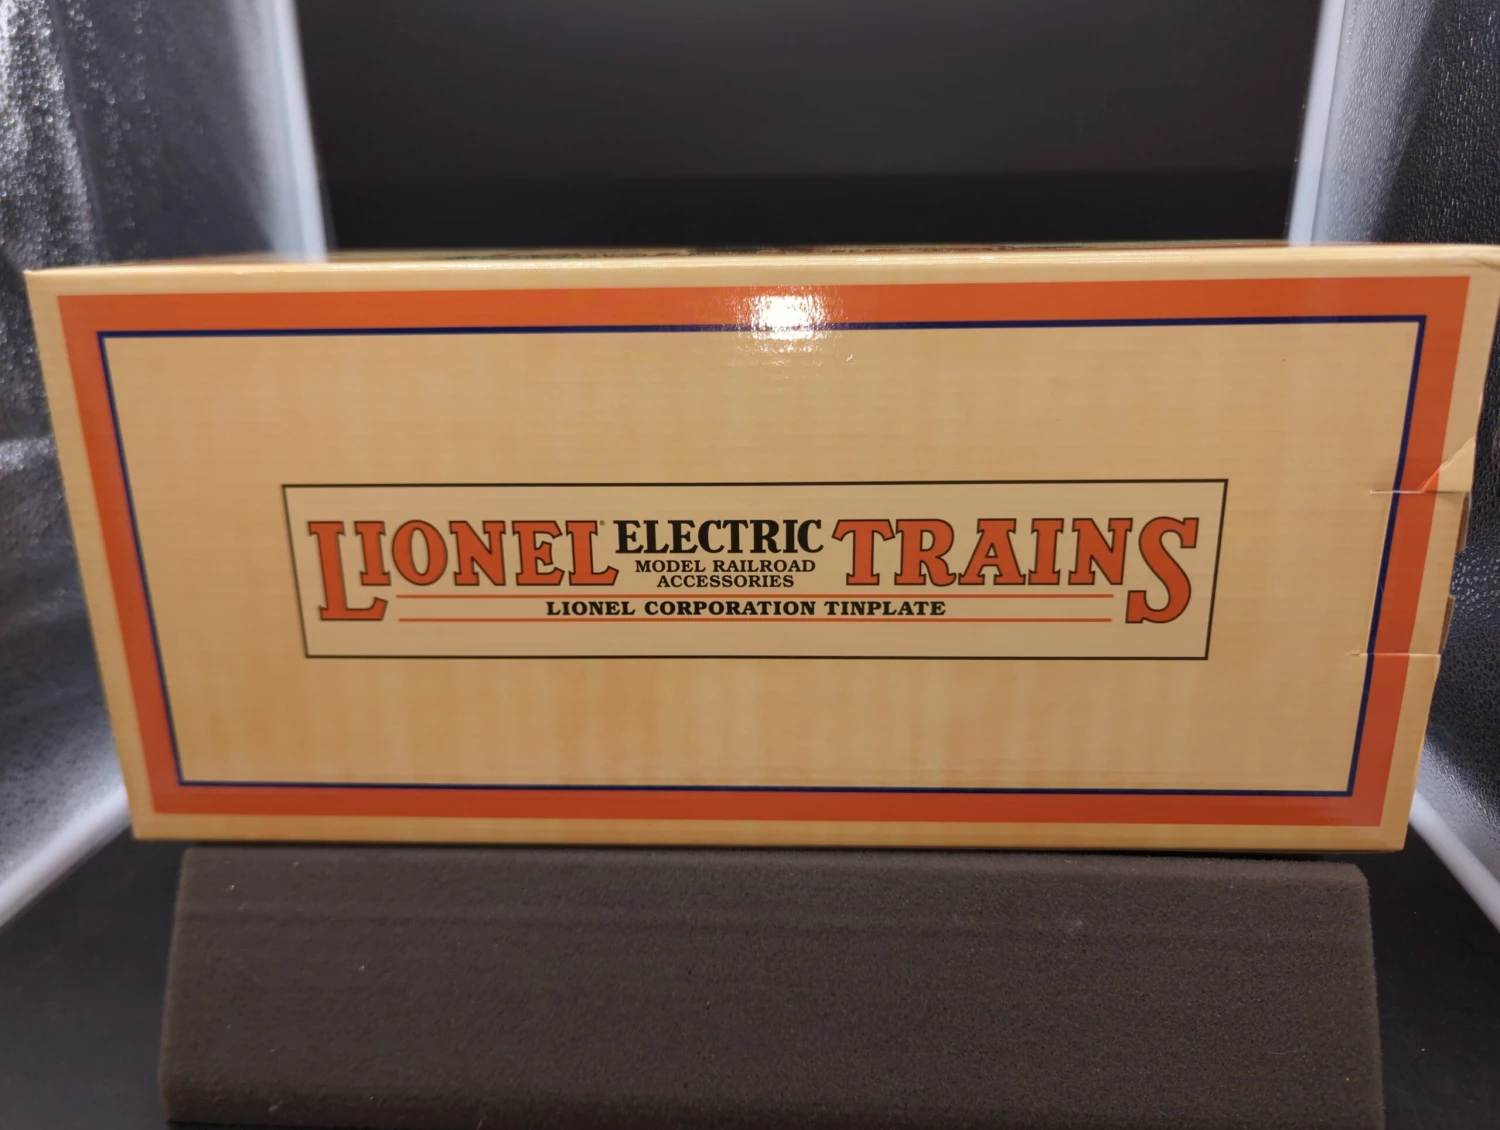 LIONEL® ELECTRIC TRAINS
MODEL RAILROAD
ACCESSORIES
LIONEL CORPORATION TINPLATE